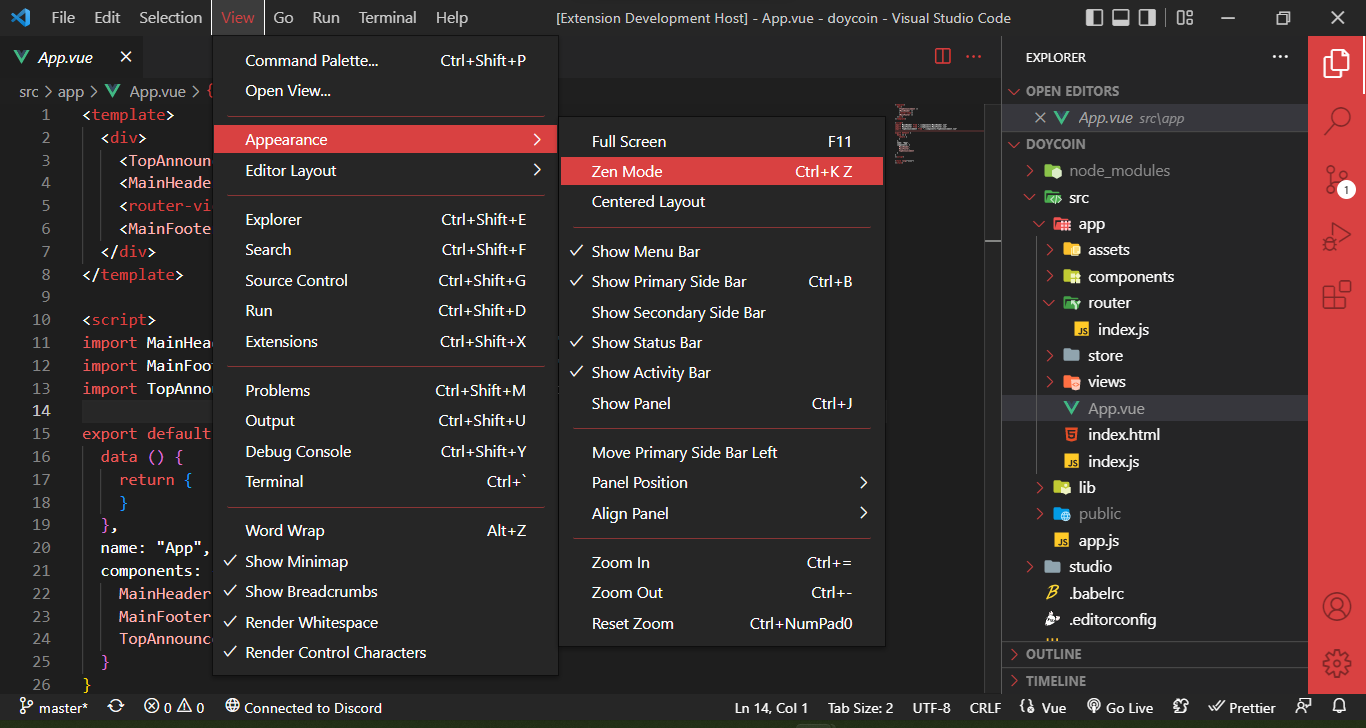 File Edit Selection View Go Run Terminal Help
[Extension Development Host] - App.vue - doycoin - Visual Studio Code
App.vue
src > app > App.vue > {
1 <template>
2 <div>
3 <TopAnnoun
4 <MainHeade
5 <router-vi
6 <MainFoote
7 </div>
8 </template>
9
10 <script>
11 import MainHea
12 import MainFoot
13 import TopAnno
14
15 export default
16 data () {
17 return {
18 }
19 },
20 name: "App",
21 components:
22 MainHeader
23 MainFooter
24 TopAnnounc
25 }
26 }
Command Palette... Ctrl+Shift+P
Open View...
Appearance
Editor Layout
Explorer Ctrl+Shift+E
Search Ctrl+Shift+F
Source Control Ctrl+Shift+G
Run Ctrl+Shift+D
Extensions Ctrl+Shift+X
Problems Ctrl+Shift+M
Output Ctrl+Shift+U
Debug Console Ctrl+Shift+Y
Terminal Ctrl+`
Word Wrap Alt+Z
Show Minimap
Show Breadcrumbs
Render Whitespace
Render Control Characters
Full Screen F11
Zen Mode Ctrl+K Z
Centered Layout
Show Menu Bar
Show Primary Side Bar Ctrl+B
Show Secondary Side Bar
Show Status Bar
Show Activity Bar
Show Panel Ctrl+J
Move Primary Side Bar Left
Panel Position
Align Panel
Zoom In Ctrl+=
Zoom Out Ctrl+-
Reset Zoom Ctrl+NumPad0
EXPLORER
OPEN EDITORS
App.vue src\app
DOYCOIN
node_modules
src
app
assets
components
router
JS index.js
store
views
App.vue
index.html
JS index.js
lib
public
JS app.js
studio
.babelrc
.editorconfig
OUTLINE
TIMELINE
1
master* 0 0 Connected to Discord
Ln 14, Col 1 Tab Size: 2 UTF-8 CRLF Vue Go Live Prettier